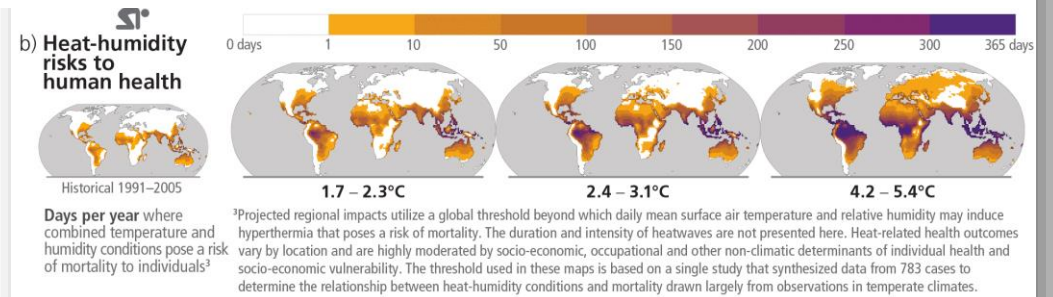 b) Heat-humidity
risks to
human health
0 days
1
10
50
100
150
200
250
300
365 days
Historical 1991–2005
1.7 – 2.3°C
2.4 – 3.1°C
4.2 – 5.4°C
Days per year where
combined temperature and
humidity conditions pose a risk
of mortality to individuals³
³Projected regional impacts utilize a global threshold beyond which daily mean surface air temperature and relative humidity may induce
hyperthermia that poses a risk of mortality. The duration and intensity of heatwaves are not presented here. Heat-related health outcomes
vary by location and are highly moderated by socio-economic, occupational and other non-climatic determinants of individual health and
socio-economic vulnerability. The threshold used in these maps is based on a single study that synthesized data from 783 cases to
determine the relationship between heat-humidity conditions and mortality drawn largely from observations in temperate climates.